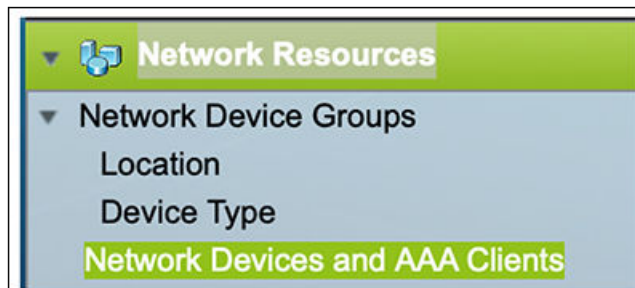 Network Resources
Network Device Groups
Location
Device Type
Network Devices and AAA Clients